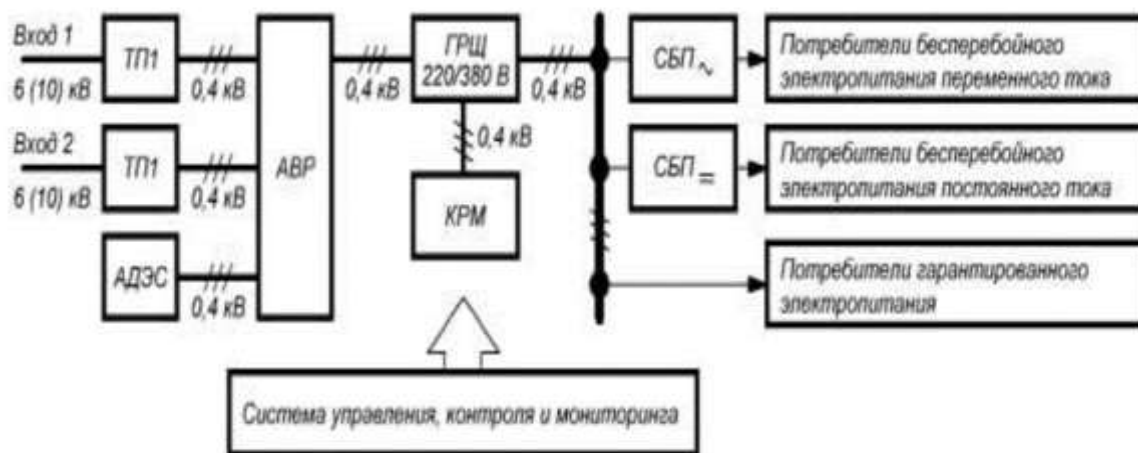 Вход 1
6 (10) кВ
ТП1
0,4 кВ
Вход 2
6 (10) кВ
ТП1
0,4 кВ
АДЭС
0,4 кВ
АВР
0,4 кВ
ГРЩ
220/380 В
0,4 кВ
0,4 кВ
КРМ
СБП ~
Потребители бесперебойного
электропитания переменного тока
СБП =
Потребители бесперебойного
электропитания постоянного тока
Потребители гарантированного
электропитания
Система управления, контроля и мониторинга